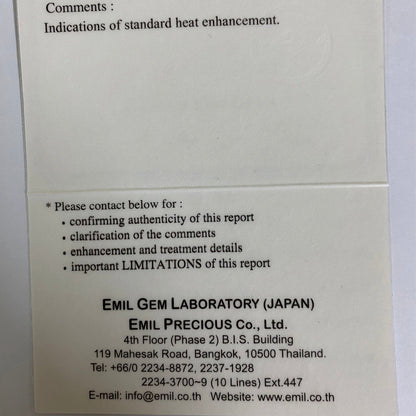 Comments :
Indications of standard heat enhancement.
* Please contact below for :
• confirming authenticity of this report
• clarification of the comments
• enhancement and treatment details
• important LIMITATIONS of this report
EMIL GEM LABORATORY (JAPAN)
EMIL PRECIOUS CO., LTD.
4th Floor (Phase 2) B.I.S. Building
119 Mahesak Road, Bangkok, 10500 Thailand.
Tel: +66/0 2234-8872, 2237-1928
2234-3700~9 (10 Lines) Ext.447
E-mail: info@emil.co.th Website: www.emil.co.th